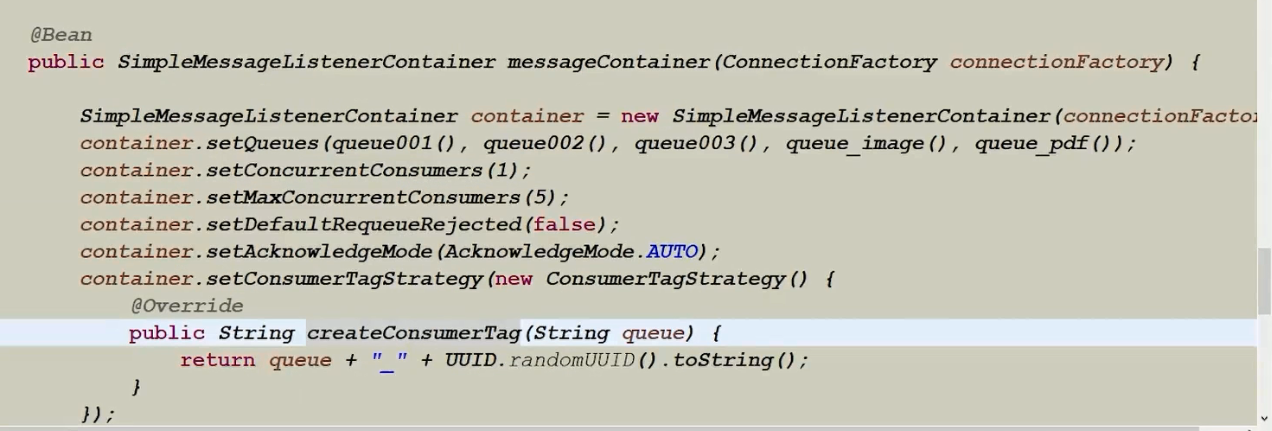 @Bean
public SimpleMessageListenerContainer messageContainer(ConnectionFactory connectionFactory) {
SimpleMessageListenerContainer container = new SimpleMessageListenerContainer(connectionFacto
container.setQueues(queue001(), queue002(), queue003(), queue_image(), queue_pdf());
container.setConcurrentConsumers(1);
container.setMaxConcurrentConsumers(5);
container.setDefaultRequeueRejected(false);
container.setAcknowledgeMode(AcknowledgeMode.AUTO);
container.setConsumerTagStrategy(new ConsumerTagStrategy() {
@Override
public String createConsumerTag(String queue) {
return queue + "_" + UUID.randomUUID().toString();
}
});